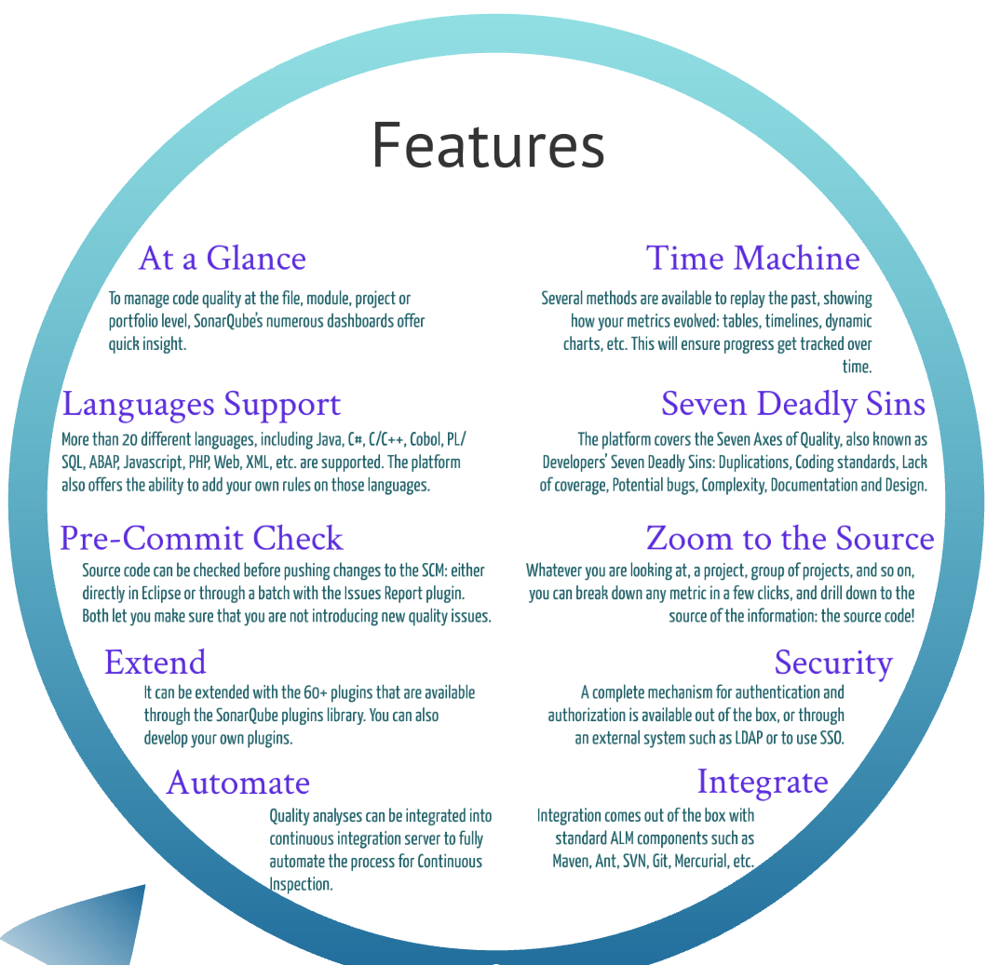 Features
At a Glance
To manage code quality at the file, module, project or
portfolio level, SonarQube's numerous dashboards offer
quick insight.
Languages Support
More than 20 different languages, including Java, C#, C/C++, Cobol, PL/
SQL, ABAP, Javascript, PHP, Web, XML, etc. are supported. The platform
also offers the ability to add your own rules on those languages.
Pre-Commit Check
Source code can be checked before pushing changes to the SCM: either
directly in Eclipse or through a batch with the Issues Report plugin.
Both let you make sure that you are not introducing new quality issues.
Extend
It can be extended with the 60+ plugins that are available
through the SonarQube plugins library. You can also
develop your own plugins.
Automate
Quality analyses can be integrated into
continuous integration server to fully
automate the process for Continuous
Inspection.
Time Machine
Several methods are available to replay the past, showing
how your metrics evolved: tables, timelines, dynamic
charts, etc. This will ensure progress get tracked over
time.
Seven Deadly Sins
The platform covers the Seven Axes of Quality, also known as
Developers' Seven Deadly Sins: Duplications, Coding standards, Lack
of coverage, Potential bugs, Complexity, Documentation and Design.
Zoom to the Source
Whatever you are looking at, a project, group of projects, and so on,
you can break down any metric in a few clicks, and drill down to the
source of the information: the source code!
Security
A complete mechanism for authentication and
authorization is available out of the box, or through
an external system such as LDAP or to use SSO.
Integrate
Integration comes out of the box with
standard ALM components such as
Maven, Ant, SVN, Git, Mercurial, etc.